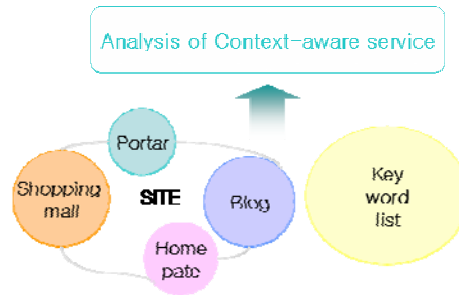 Analysis of Context-aware service
Portar
Shopping
mall
SITE
Blog
Home
pate
Key
word
list